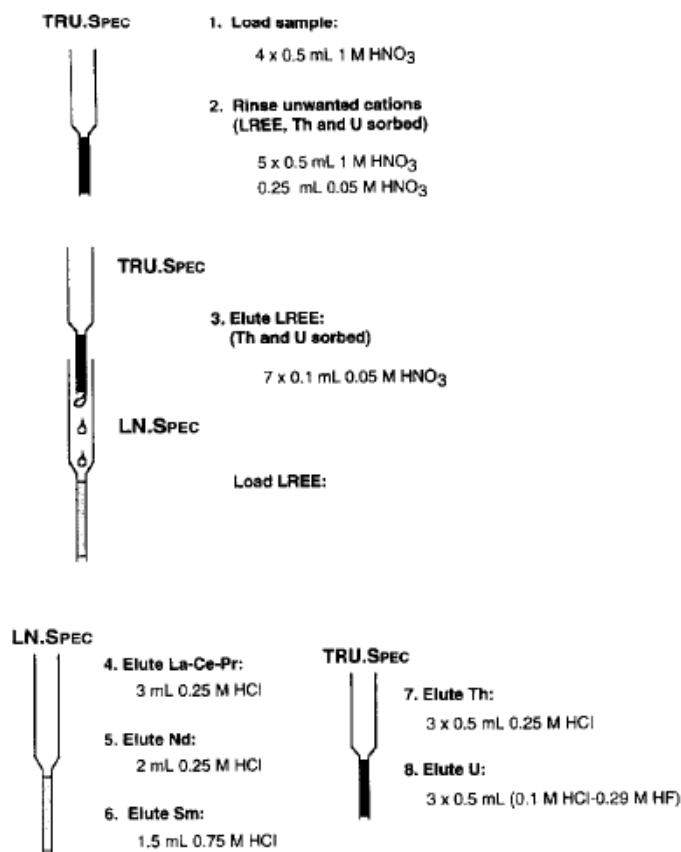 TRU.SPEC
1. Load sample:
4 x 0.5 mL 1 M HNO3
2. Rinse unwanted cations
(LREE, Th and U sorbed)
5 x 0.5 mL 1 M HNO3
0.25 mL 0.05 M HNO3
TRU.SPEC
3. Elute LREE:
(Th and U sorbed)
7 x 0.1 mL 0.05 M HNO3
LN.SPEC
Load LREE:
LN.SPEC
4. Elute La-Ce-Pr:
3 mL 0.25 M HCl
5. Elute Nd:
2 mL 0.25 M HCl
6. Elute Sm:
1.5 mL 0.75 M HCl
TRU.SPEC
7. Elute Th:
3 x 0.5 mL 0.25 M HCl
8. Elute U:
3 x 0.5 mL (0.1 M HCl-0.29 M HF)